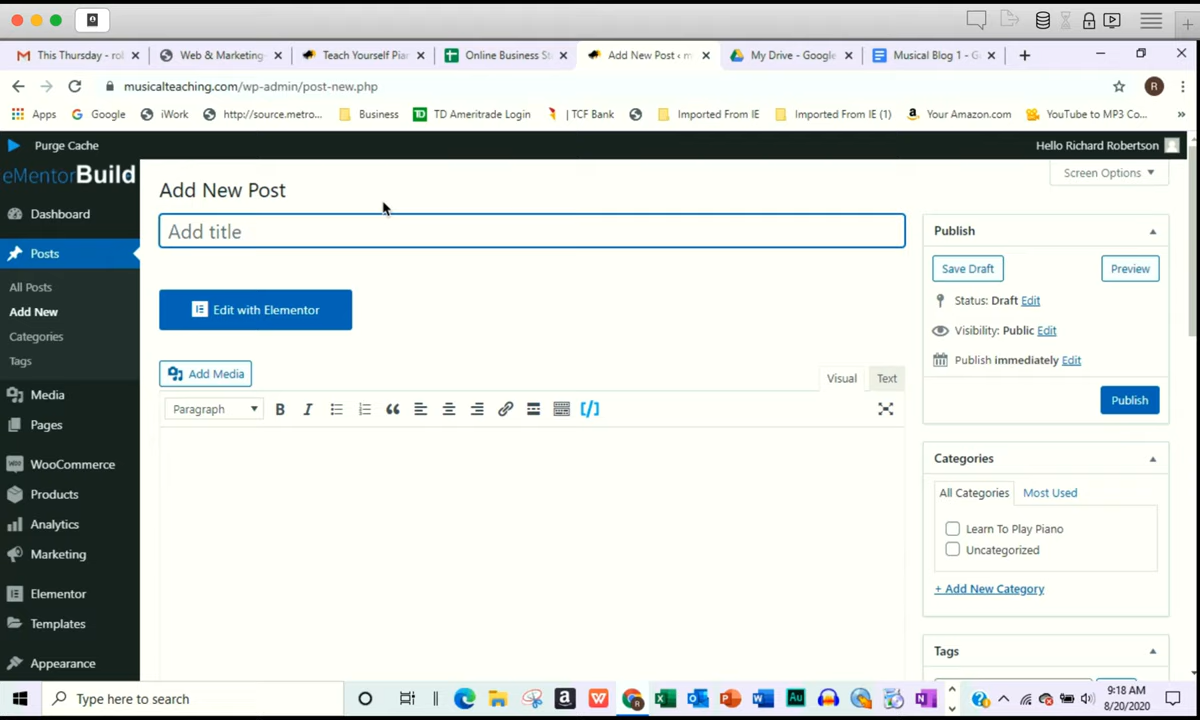 This Thursday - rol
Web & Marketing
Teach Yourself Pian
Online Business St
Add New Post ‹ m
My Drive - Google
Musical Blog 1 - G
musicalteaching.com/wp-admin/post-new.php
R
Apps
Google
iWork
http://source.metro...
Business
TD Ameritrade Login
| TCF Bank
Imported From IE
Imported From IE (1)
Your Amazon.com
YouTube to MP3 Co...
»
Purge Cache
Hello Richard Robertson
eMentorBuild
Screen Options
Add New Post
Dashboard
Add title
Publish
Posts
Save Draft
Preview
All Posts
Status: Draft Edit
Add New
Edit with Elementor
Categories
Visibility: Public Edit
Tags
Publish immediately Edit
Add Media
Visual
Text
Media
Paragraph
B
I
Publish
Pages
WooCommerce
Categories
Products
All Categories
Most Used
Analytics
Learn To Play Piano
Marketing
Uncategorized
Elementor
+ Add New Category
Templates
Tags
Appearance
Type here to search
9:18 AM
8/20/2020